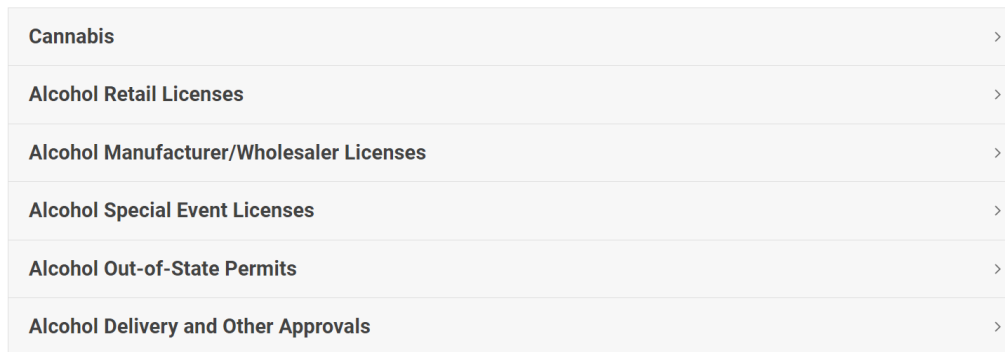 Cannabis
Alcohol Retail Licenses
Alcohol Manufacturer/Wholesaler Licenses
Alcohol Special Event Licenses
Alcohol Out-of-State Permits
Alcohol Delivery and Other Approvals